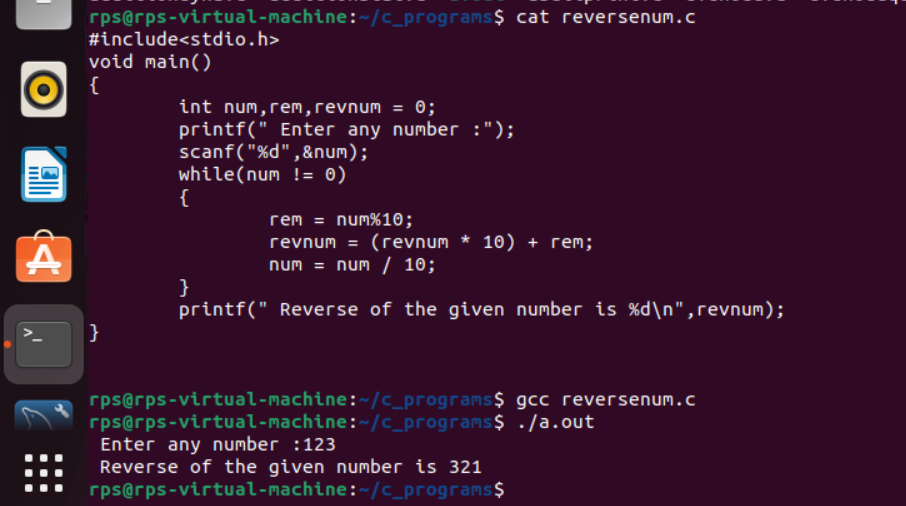 rps@rps-virtual-machine:~/c_programs$ cat reversenum.c
#include<stdio.h>
void main()
{
        int num,rem,revnum = 0;
        printf(" Enter any number :");
        scanf("%d",&num);
        while(num != 0)
        {
                rem = num%10;
                revnum = (revnum * 10) + rem;
                num = num / 10;
        }
        printf(" Reverse of the given number is %d\n",revnum);
}
rps@rps-virtual-machine:~/c_programs$ gcc reversenum.c
rps@rps-virtual-machine:~/c_programs$ ./a.out
 Enter any number :123
 Reverse of the given number is 321
rps@rps-virtual-machine:~/c_programs$